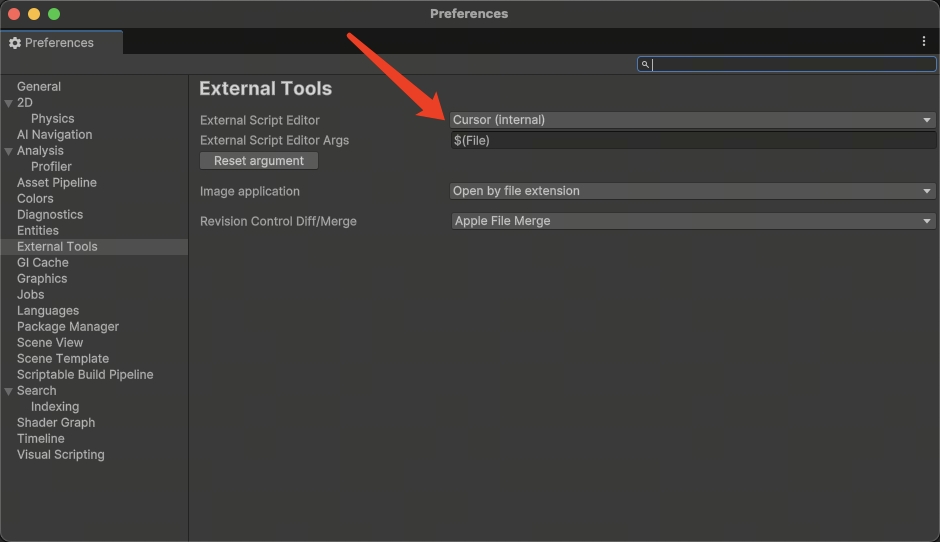 Preferences
Preferences
General
2D
Physics
AI Navigation
Analysis
Profiler
Asset Pipeline
Colors
Diagnostics
Entities
External Tools
GI Cache
Graphics
Jobs
Languages
Package Manager
Scene View
Scene Template
Scriptable Build Pipeline
Search
Indexing
Shader Graph
Timeline
Visual Scripting
External Tools
External Script Editor Cursor (internal)
External Script Editor Args $(File)
Reset argument
Image application Open by file extension
Revision Control Diff/Merge Apple File Merge